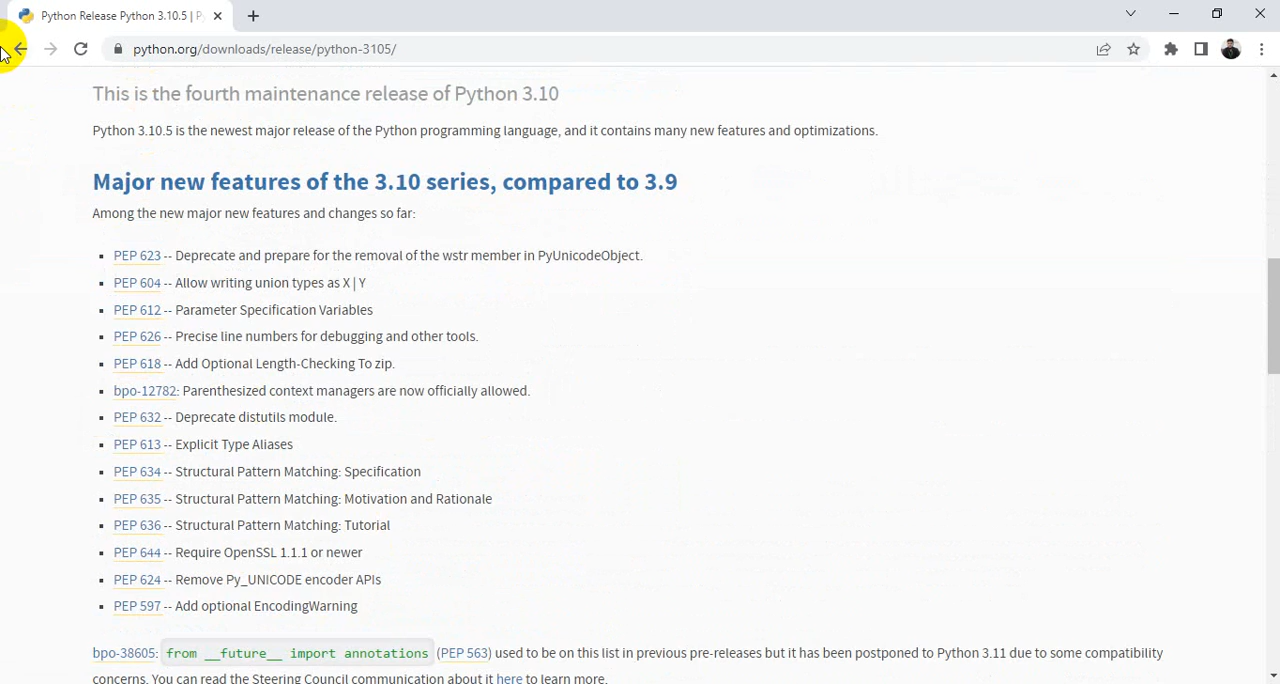 Python Release Python 3.10.5 | P
python.org/downloads/release/python-3105/
This is the fourth maintenance release of Python 3.10
Python 3.10.5 is the newest major release of the Python programming language, and it contains many new features and optimizations.
Major new features of the 3.10 series, compared to 3.9
Among the new major new features and changes so far:
PEP 623 -- Deprecate and prepare for the removal of the wstr member in PyUnicodeObject.
PEP 604 -- Allow writing union types as X | Y
PEP 612 -- Parameter Specification Variables
PEP 626 -- Precise line numbers for debugging and other tools.
PEP 618 -- Add Optional Length-Checking To zip.
bpo-12782: Parenthesized context managers are now officially allowed.
PEP 632 -- Deprecate distutils module.
PEP 613 -- Explicit Type Aliases
PEP 634 -- Structural Pattern Matching: Specification
PEP 635 -- Structural Pattern Matching: Motivation and Rationale
PEP 636 -- Structural Pattern Matching: Tutorial
PEP 644 -- Require OpenSSL 1.1.1 or newer
PEP 624 -- Remove Py_UNICODE encoder APIs
PEP 597 -- Add optional EncodingWarning
bpo-38605: from __future__ import annotations (PEP 563) used to be on this list in previous pre-releases but it has been postponed to Python 3.11 due to some compatibility
concerns. You can read the Steering Council communication about it here to learn more.